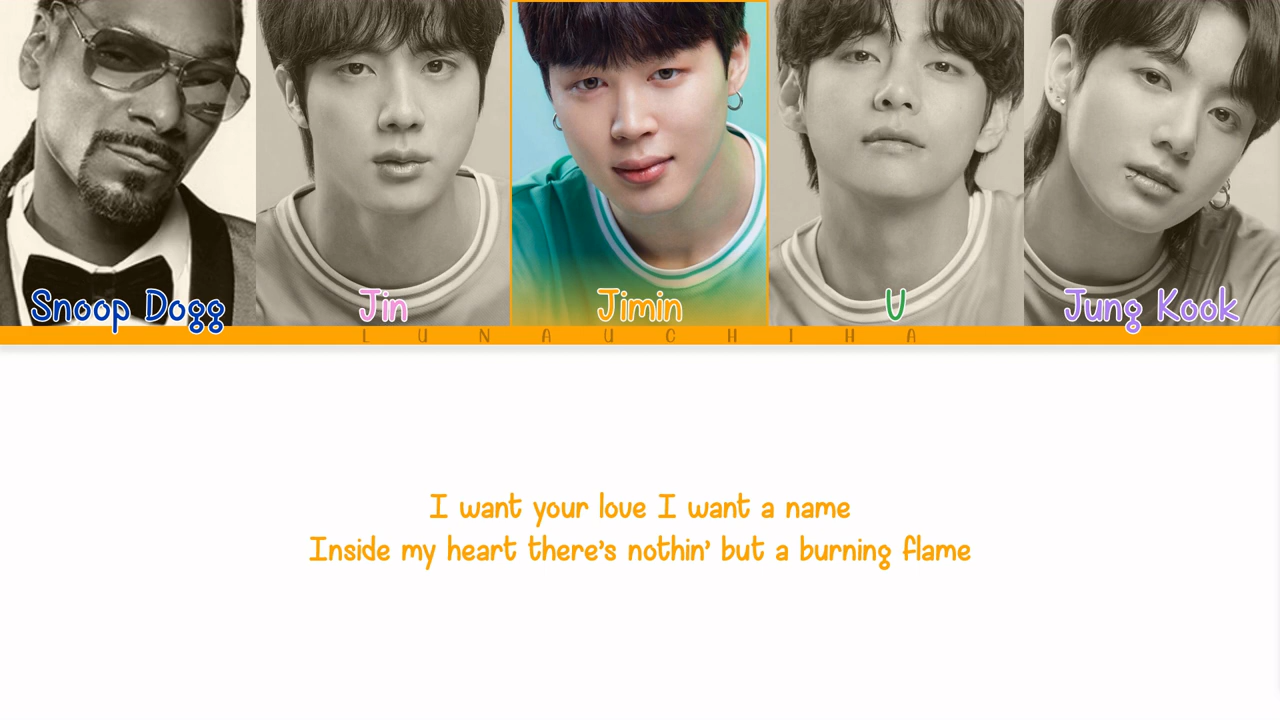 Snoop Dogg
Jin
Jimin
V
Jung Kook
L U N A U C H I H A
I want your love I want a name
Inside my heart there's nothin' but a burning flame